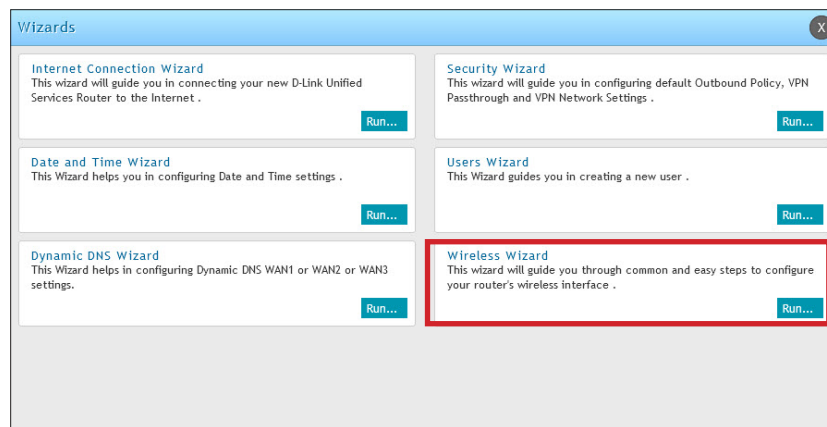 Wizards
X
Internet Connection Wizard
This wizard will guide you in connecting your new D-Link Unified
Services Router to the Internet .
Run...
Security Wizard
This wizard will guide you in configuring default Outbound Policy, VPN
Passthrough and VPN Network Settings .
Run...
Date and Time Wizard
This Wizard helps you in configuring Date and Time settings .
Run...
Users Wizard
This Wizard guides you in creating a new user .
Run...
Dynamic DNS Wizard
This Wizard helps in configuring Dynamic DNS WAN1 or WAN2 or WAN3
settings.
Run...
Wireless Wizard
This wizard will guide you through common and easy steps to configure
your router's wireless interface .
Run...